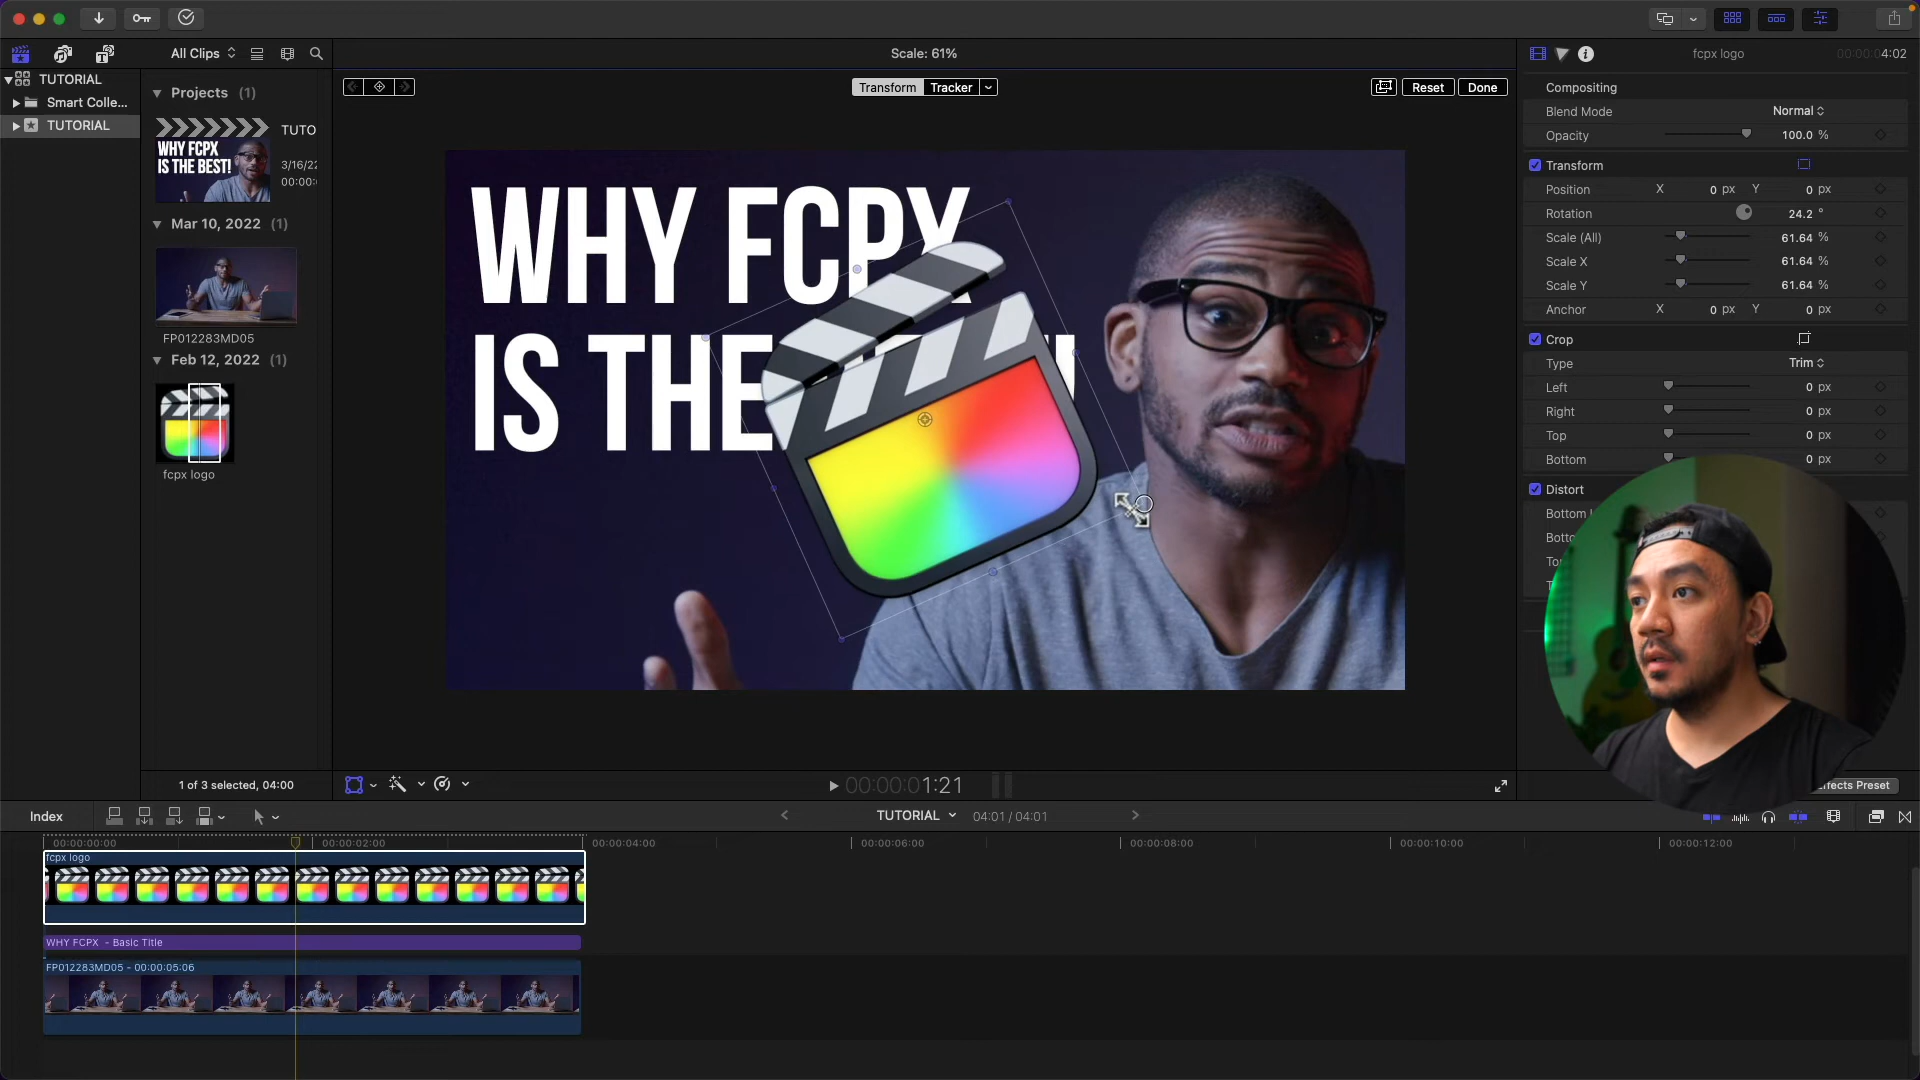 All Clips
Scale: 61%
fcpx logo
00:00:04:02
TUTORIAL
Smart Colle...
TUTORIAL
Projects (1)
TUTO
3/16/22
00:00:
WHY FCPX
IS THE BEST!
Mar 10, 2022 (1)
FP012283MD05
Feb 12, 2022 (1)
fcpx logo
1 of 3 selected, 04:00
Transform Tracker
Reset Done
WHY FCPX
IS THE
Compositing
Blend Mode Normal
Opacity 100.0 %
Transform
Position X 0 px Y 0 px
Rotation 24.2 °
Scale (All) 61.64 %
Scale X 61.64 %
Scale Y 61.64 %
Anchor X 0 px Y 0 px
Crop
Type Trim
Left 0 px
Right 0 px
Top 0 px
Bottom 0 px
Distort
Bottom
ffects Preset
00:00:01:21
Index
TUTORIAL 04:01 / 04:01
00:00:00:00 00:00:02:00 00:00:04:00 00:00:06:00 00:00:08:00 00:00:10:00 00:00:12:00
fcpx logo
WHY FCPX - Basic Title
FP012283MD05 - 00:00:05:06